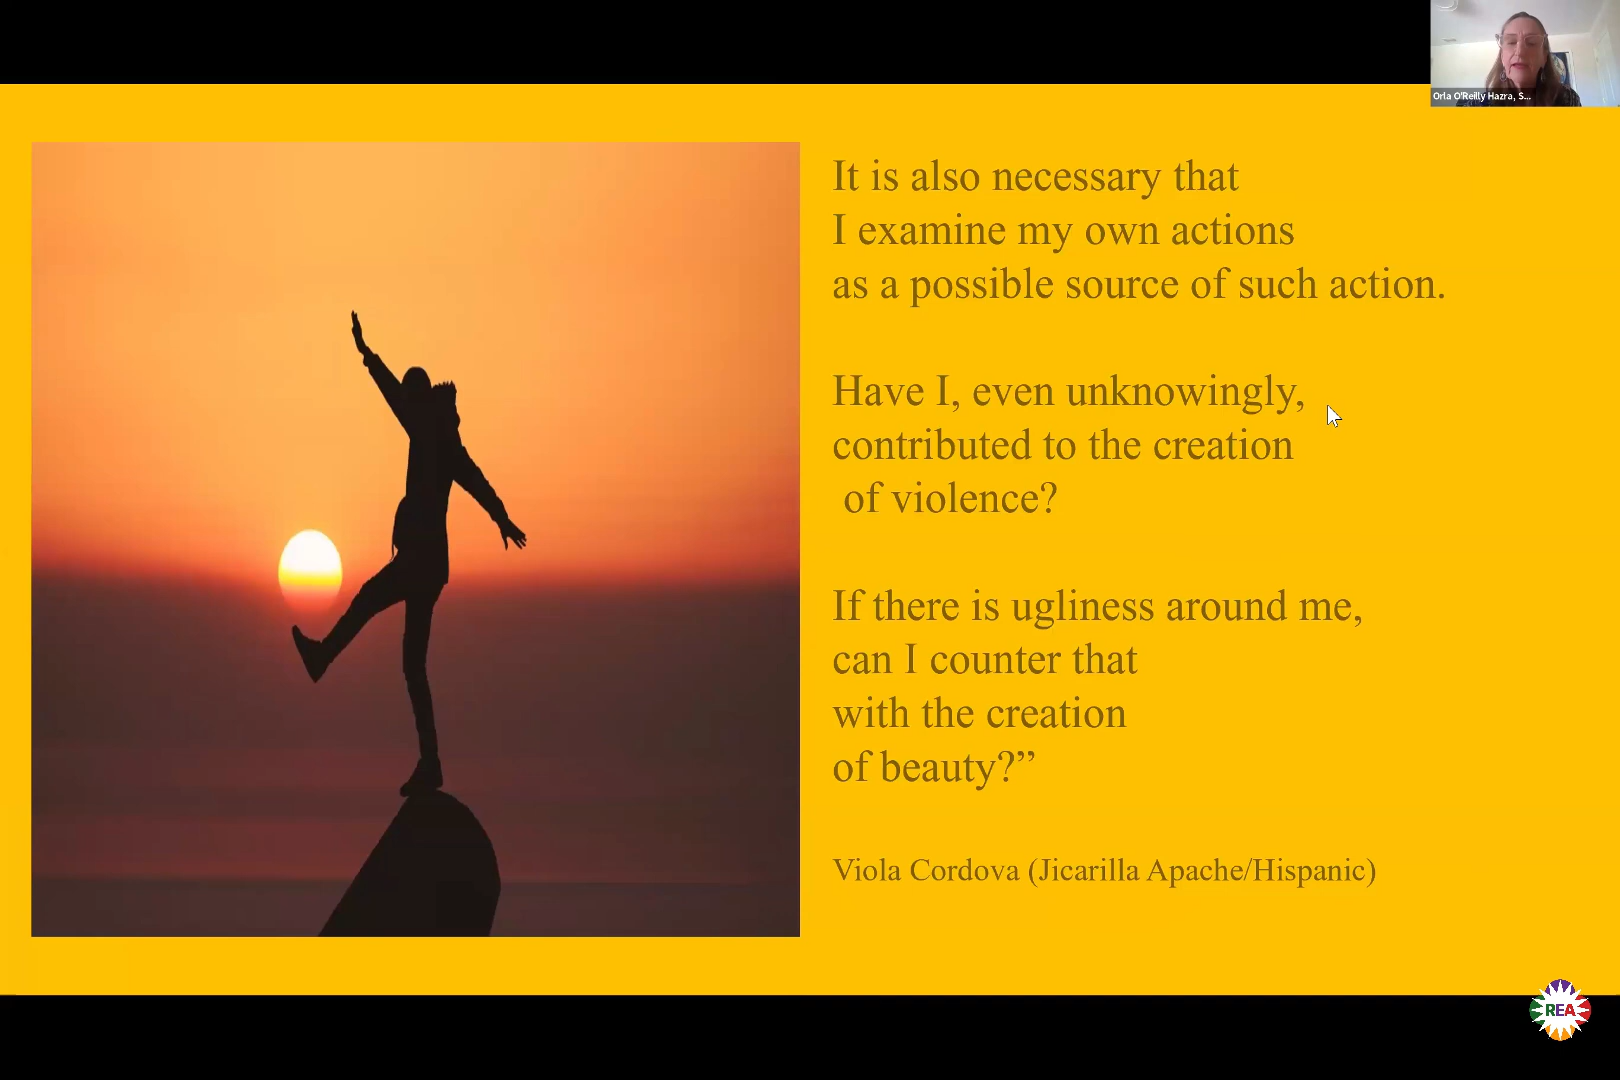 Orla O'Reilly Hazra, S...
It is also necessary that
I examine my own actions
as a possible source of such action.
Have I, even unknowingly,
contributed to the creation
of violence?
If there is ugliness around me,
can I counter that
with the creation
of beauty?”
Viola Cordova (Jicarilla Apache/Hispanic)
REA